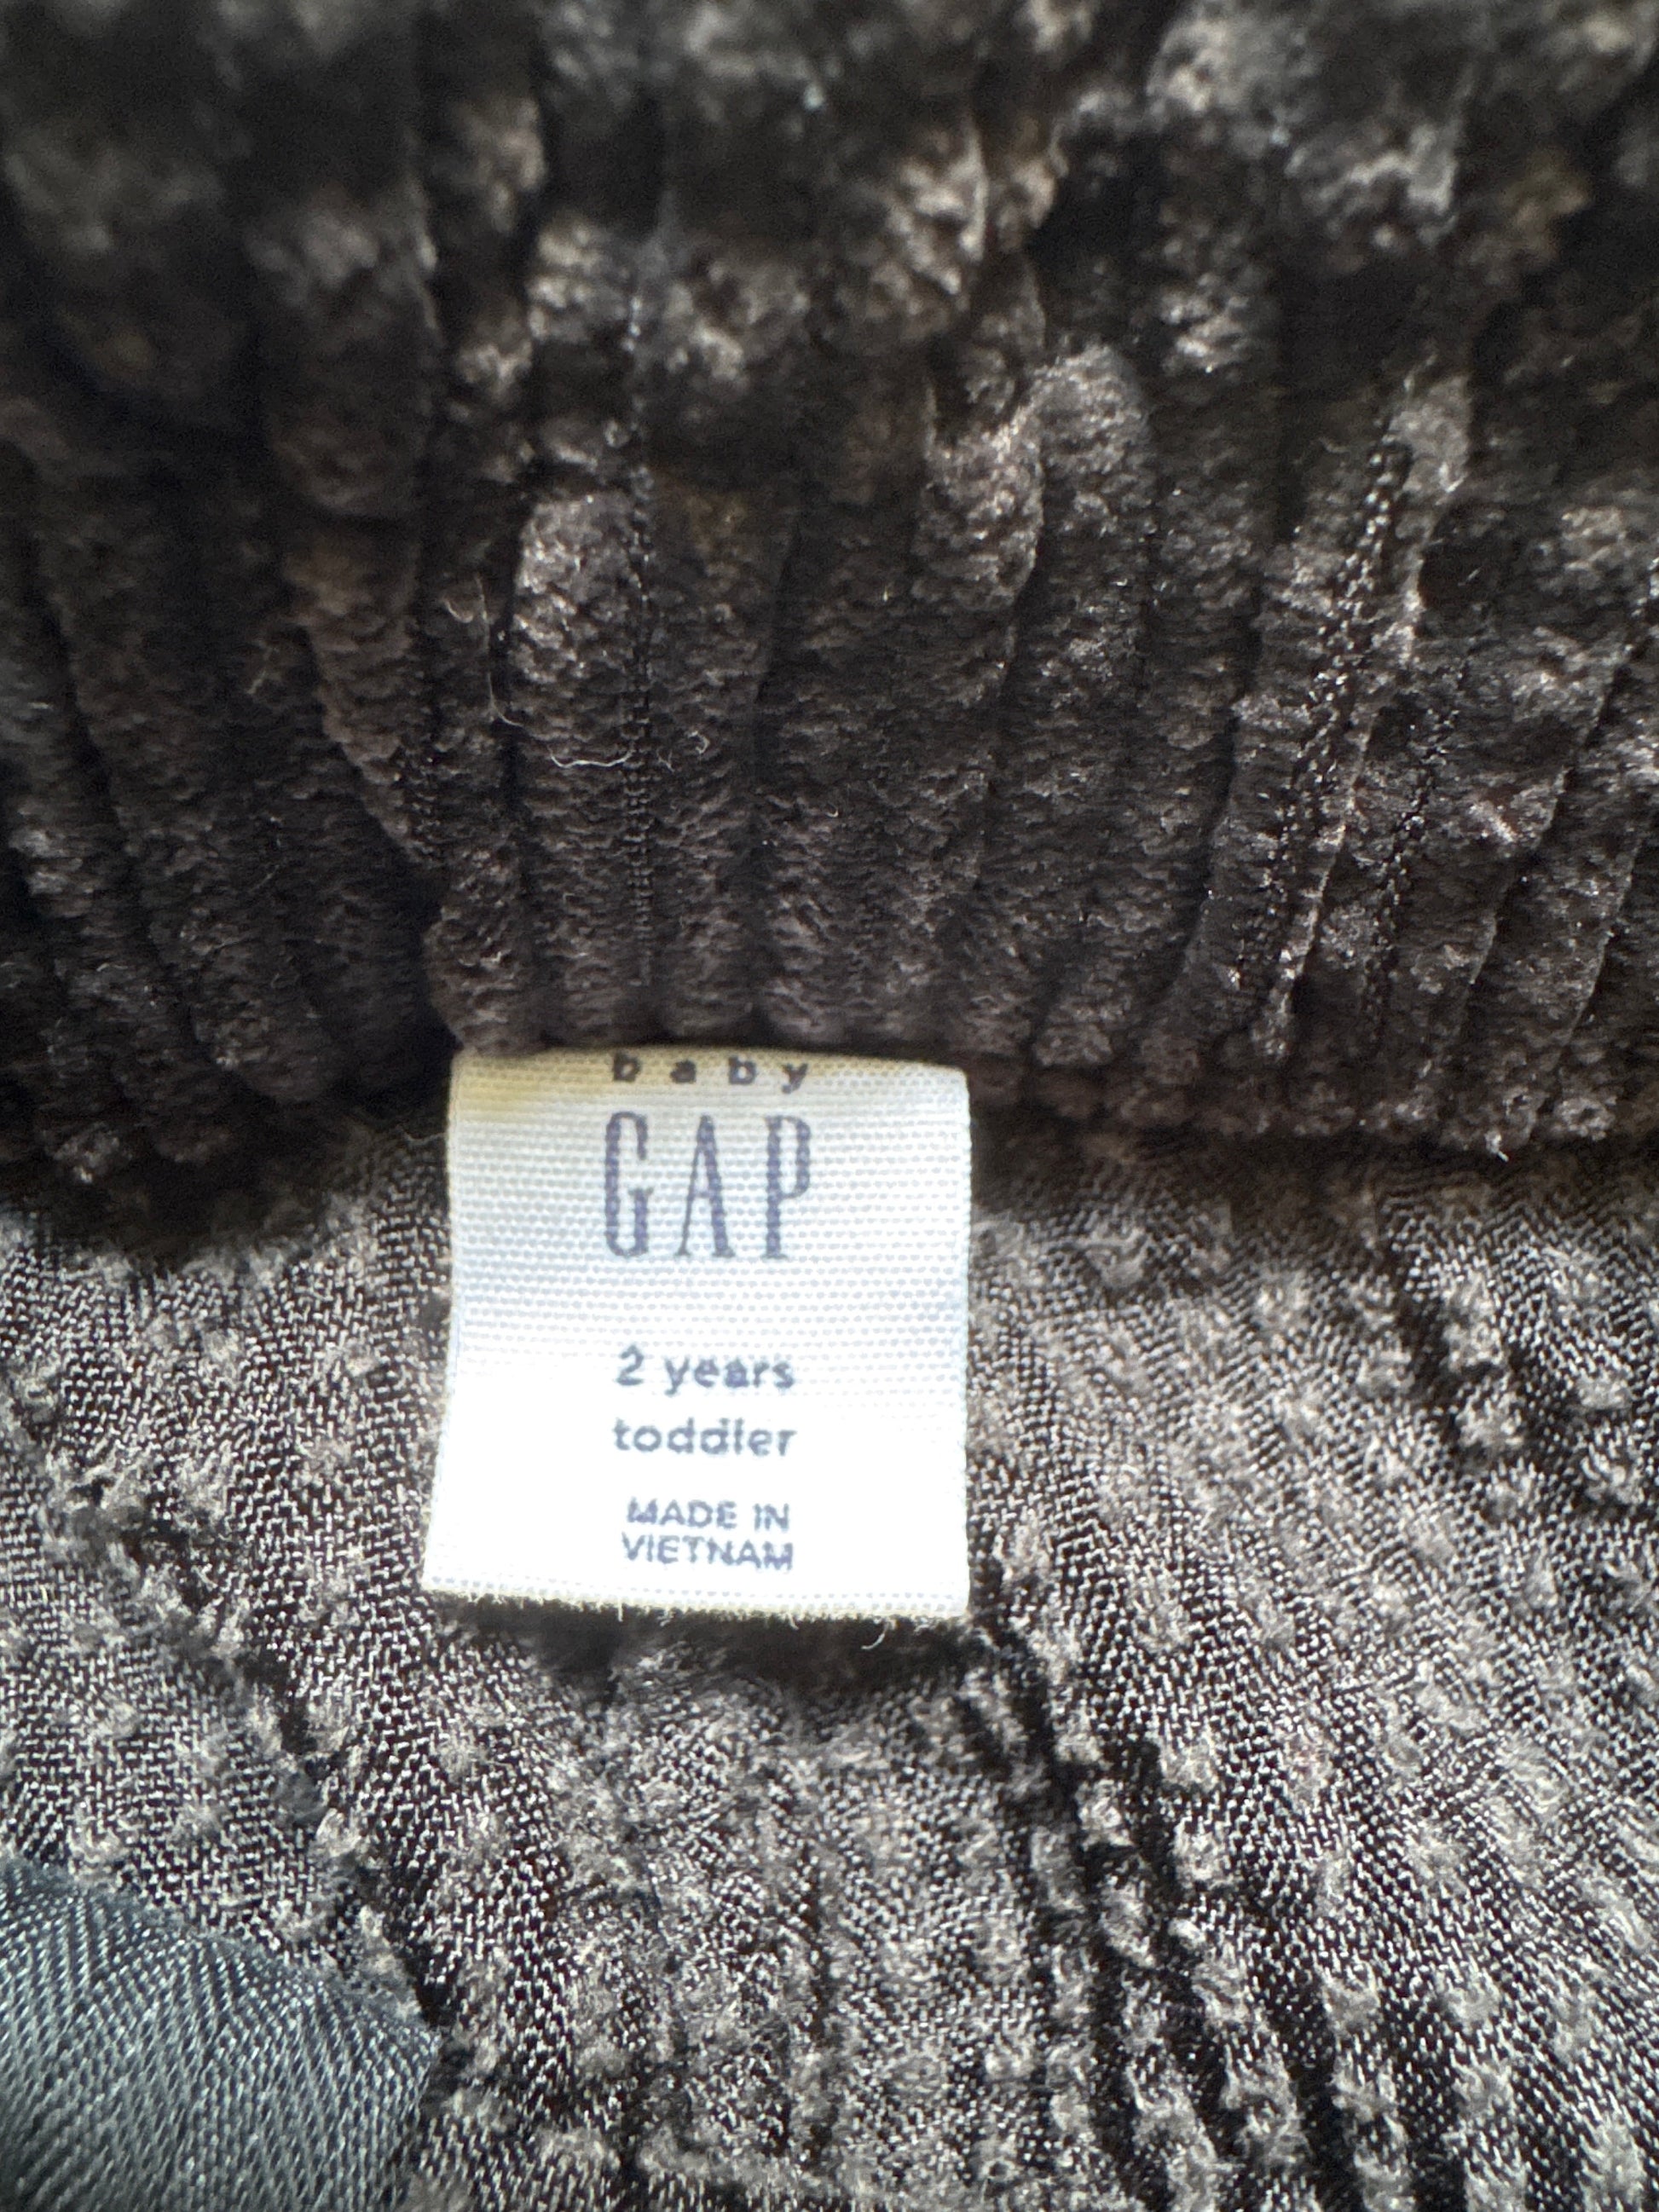 baby
GAP
2 years
toddler
MADE IN
VIETNAM